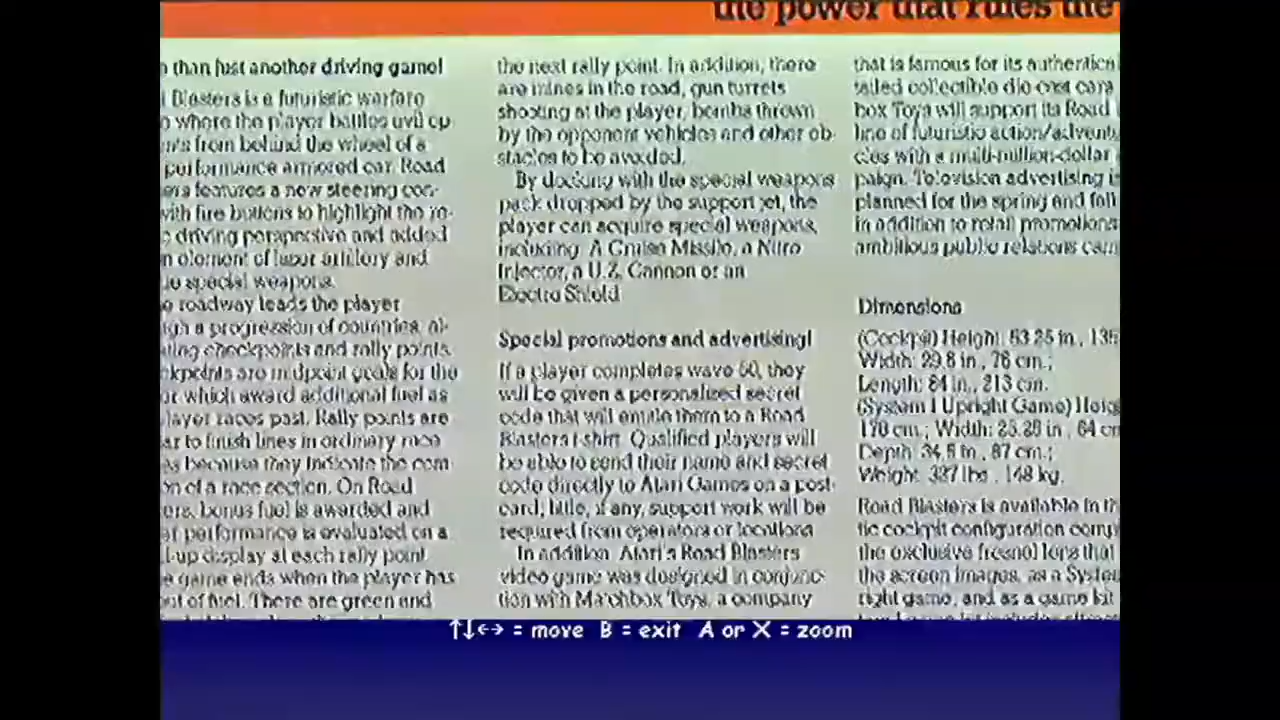 the power that rules the
than just another driving game!
Blasters is a futuristic warfare
where the player battles evil op-
from behind the wheel of a
performance armored car. Road
features a new steering con-
with fire buttons to highlight the re-
driving perspective and added
element of laser artillery and
special weapons.
roadway leads the player
a progression of countries, al-
checkpoints and rally points.
are midpoint goals for the
which award additional fuel as
player races past. Rally points are
to finish lines in ordinary race
because they indicate the com-
of a race section. On Road
bonus fuel is awarded and
performance is evaluated on a
-up display at each rally point.
game ends when the player has
out of fuel. There are green and
the next rally point. In addition, there
are mines in the road, gun turrets
shooting at the player, bombs thrown
by the opponent vehicles and other ob-
stacles to be avoided.
By docking with the special weapons
pack dropped by the support jet, the
player can acquire special weapons,
including: A Cruise Missile, a Nitro
Injector, a U.Z. Cannon or an
Electro Shield.
Special promotions and advertising!
If a player completes wave 50, they
will be given a personalized secret
code that will entitle them to a Road
Blasters t-shirt. Qualified players will
be able to send their name and secret
code directly to Atari Games on a post-
card; little, if any, support work will be
required from operators or locations.
In addition, Atari's Road Blasters
video game was designed in conjunc-
tion with Matchbox Toys, a company
that is famous for its authentical
tailed collectible die-cast cars
box Toys will support its Road
line of futuristic action/adventu
cles with a multi-million-dollar
paign. Television advertising is
planned for the spring and fall
in addition to retail promotions
ambitious public relations cam
Dimensions
(Cockpit) Height: 53.25 in., 135
Width: 29.8 in., 76 cm.;
Length: 84 in., 213 cm.
(System I Upright Game) Heig
178 cm.; Width: 25.25 in., 64 cm
Depth: 34.5 in., 87 cm.;
Weight: 327 lbs., 148 kg.
Road Blasters is available in th
tic cockpit configuration comp
the exclusive fresnel lens that
the screen images, as a System
right game, and as a game kit
↑↓←→ = move B = exit A or X = zoom